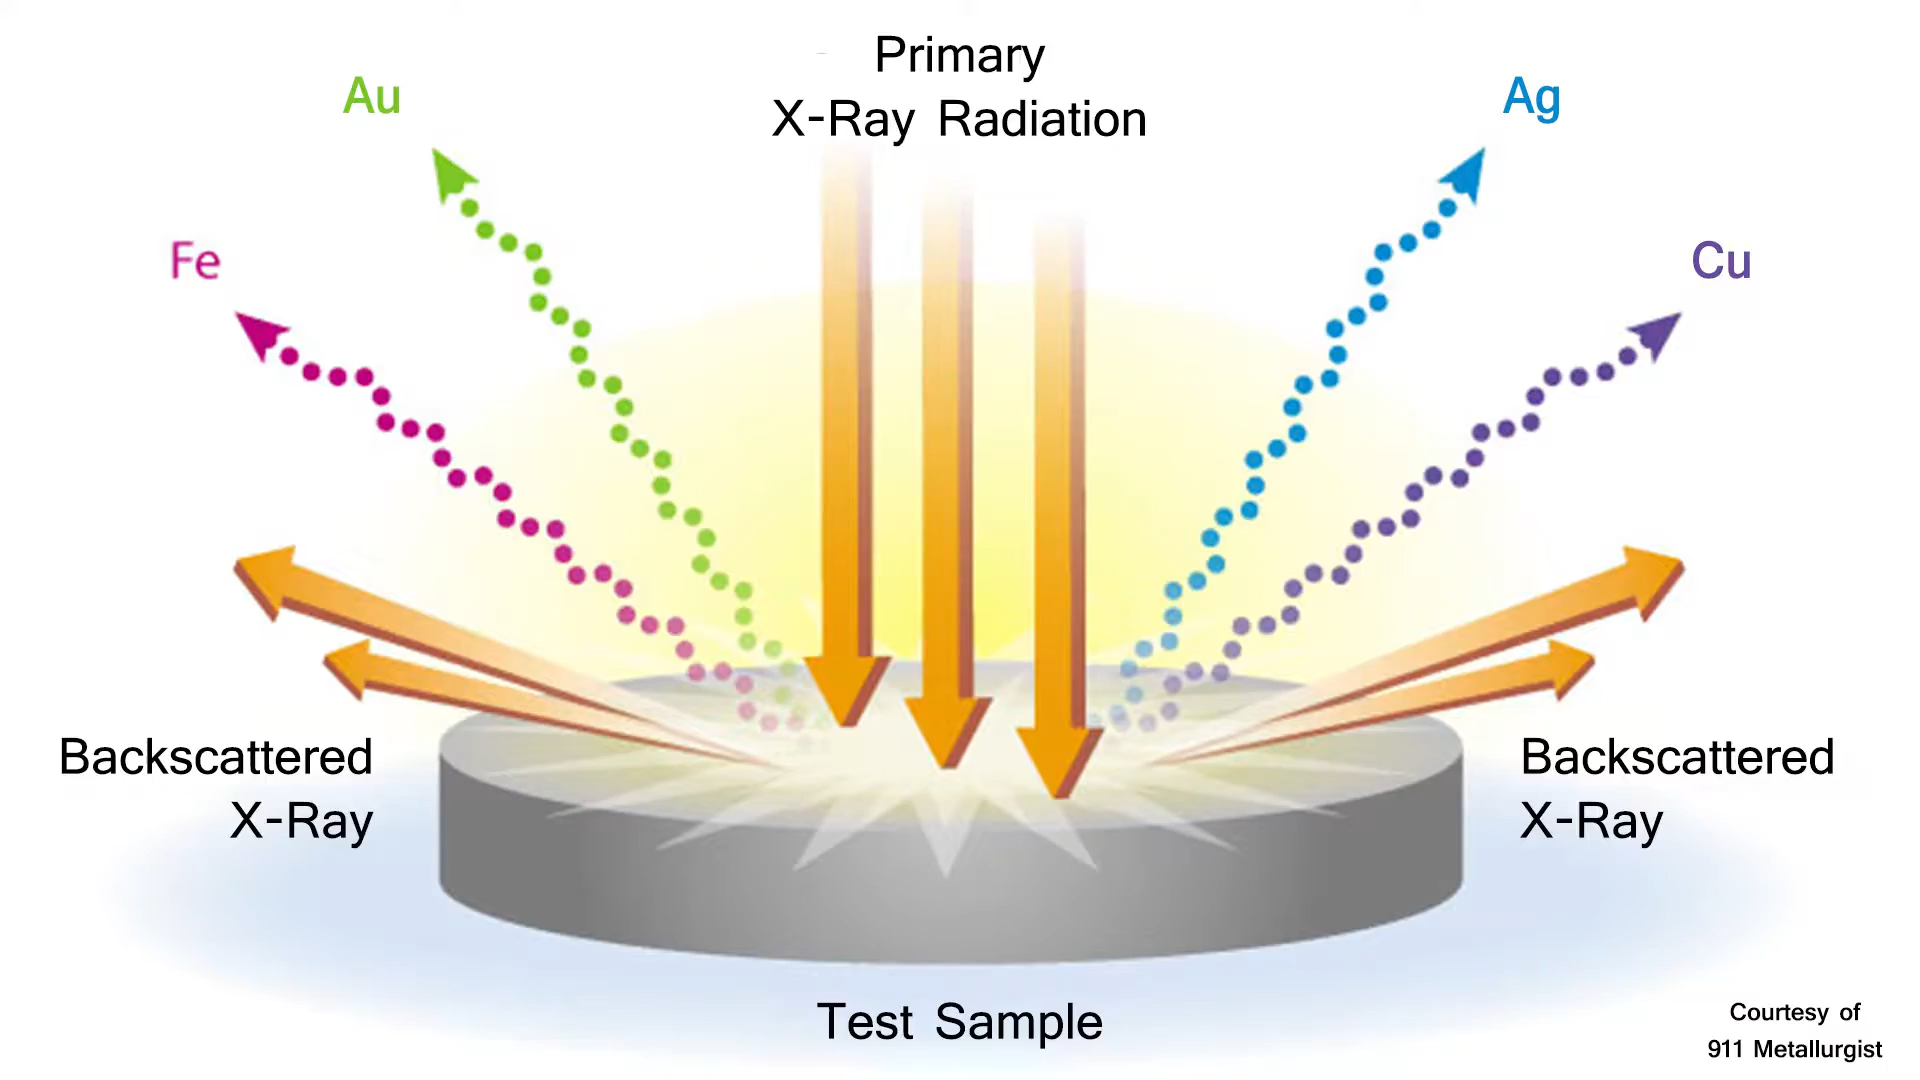 Primary
X-Ray Radiation
Au
Ag
Fe
Cu
Backscattered
X-Ray
Backscattered
X-Ray
Test Sample
Courtesy of
911 Metallurgist